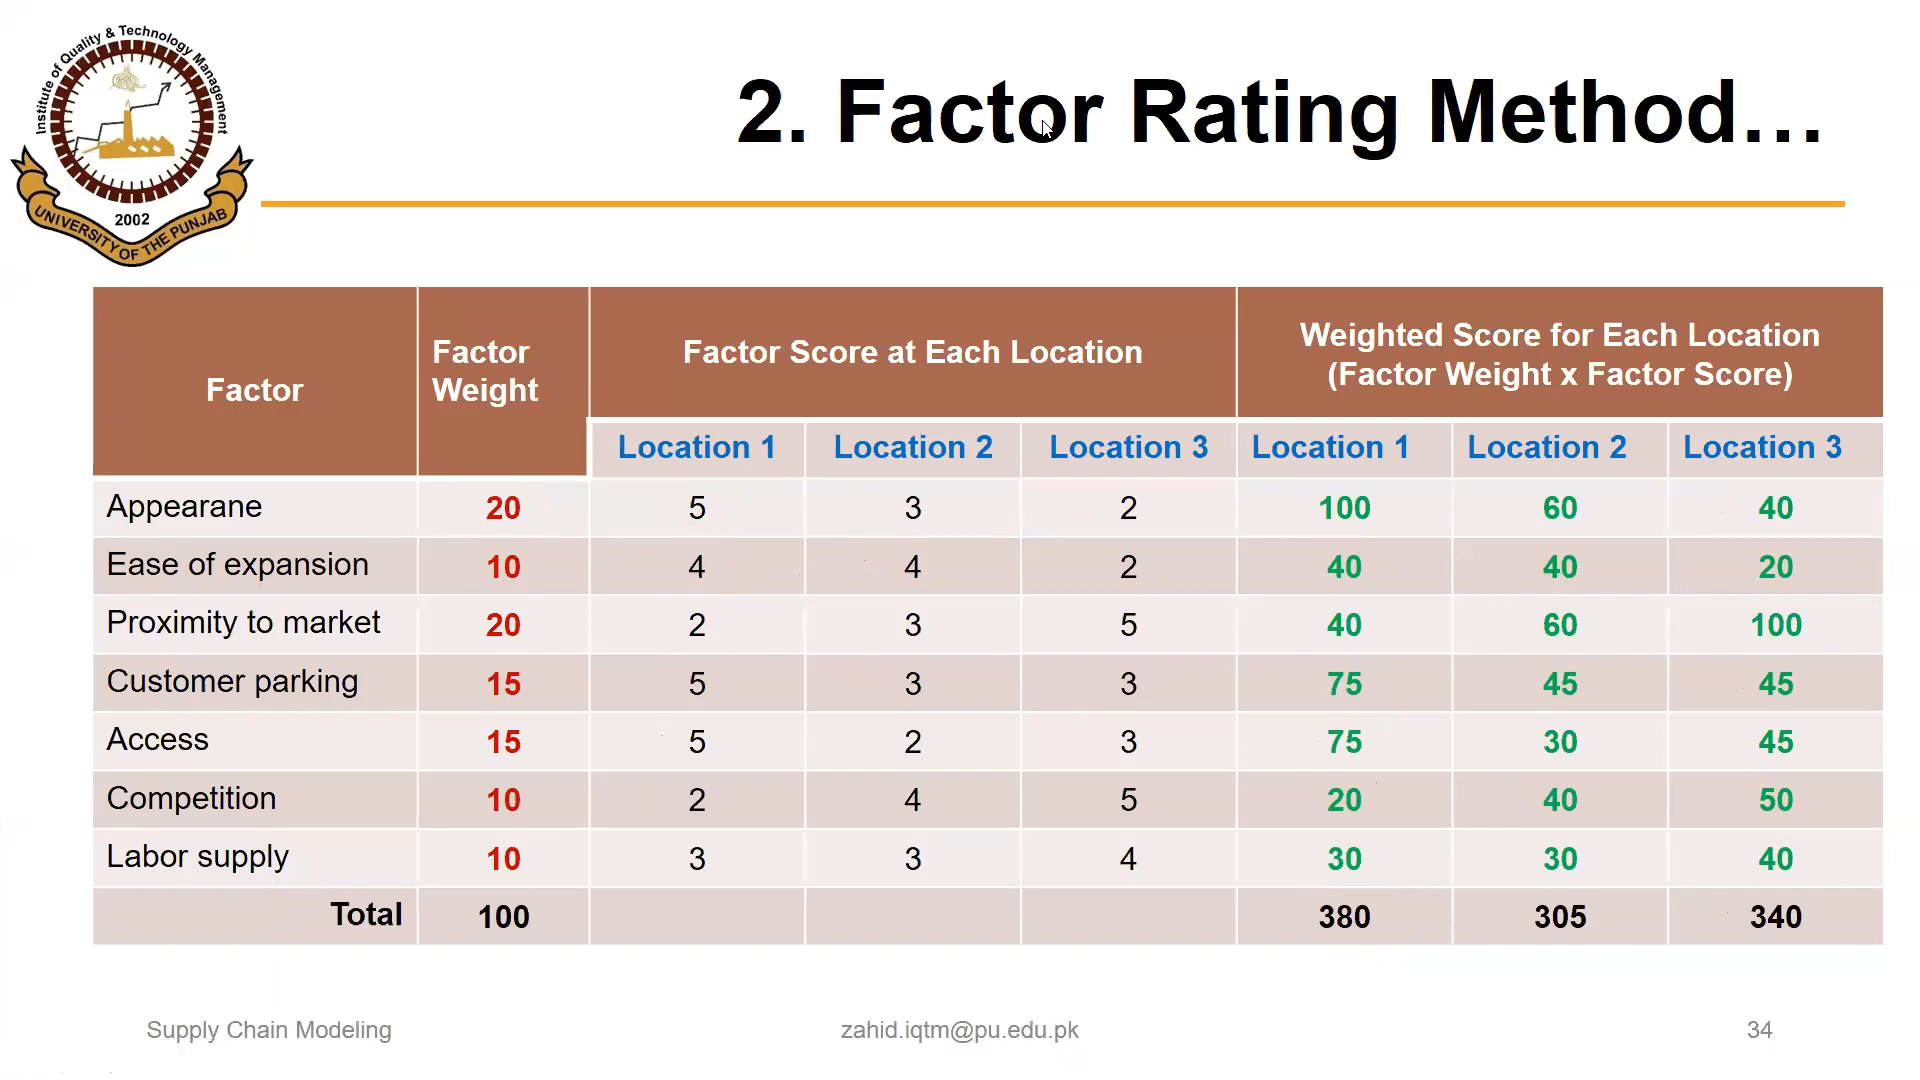 Institute of Quality & Technology Management
2002
UNIVERSITY OF THE PUNJAB
2. Factor Rating Method...
Factor
Factor Weight
Factor Score at Each Location
Weighted Score for Each Location
(Factor Weight x Factor Score)
Location 1 Location 2 Location 3 Location 1 Location 2 Location 3
Appearane 20 5 3 2 100 60 40
Ease of expansion 10 4 4 2 40 40 20
Proximity to market 20 2 3 5 40 60 100
Customer parking 15 5 3 3 75 45 45
Access 15 5 2 3 75 30 45
Competition 10 2 4 5 20 40 50
Labor supply 10 3 3 4 30 30 40
Total 100 380 305 340
Supply Chain Modeling zahid.iqtm@pu.edu.pk 34